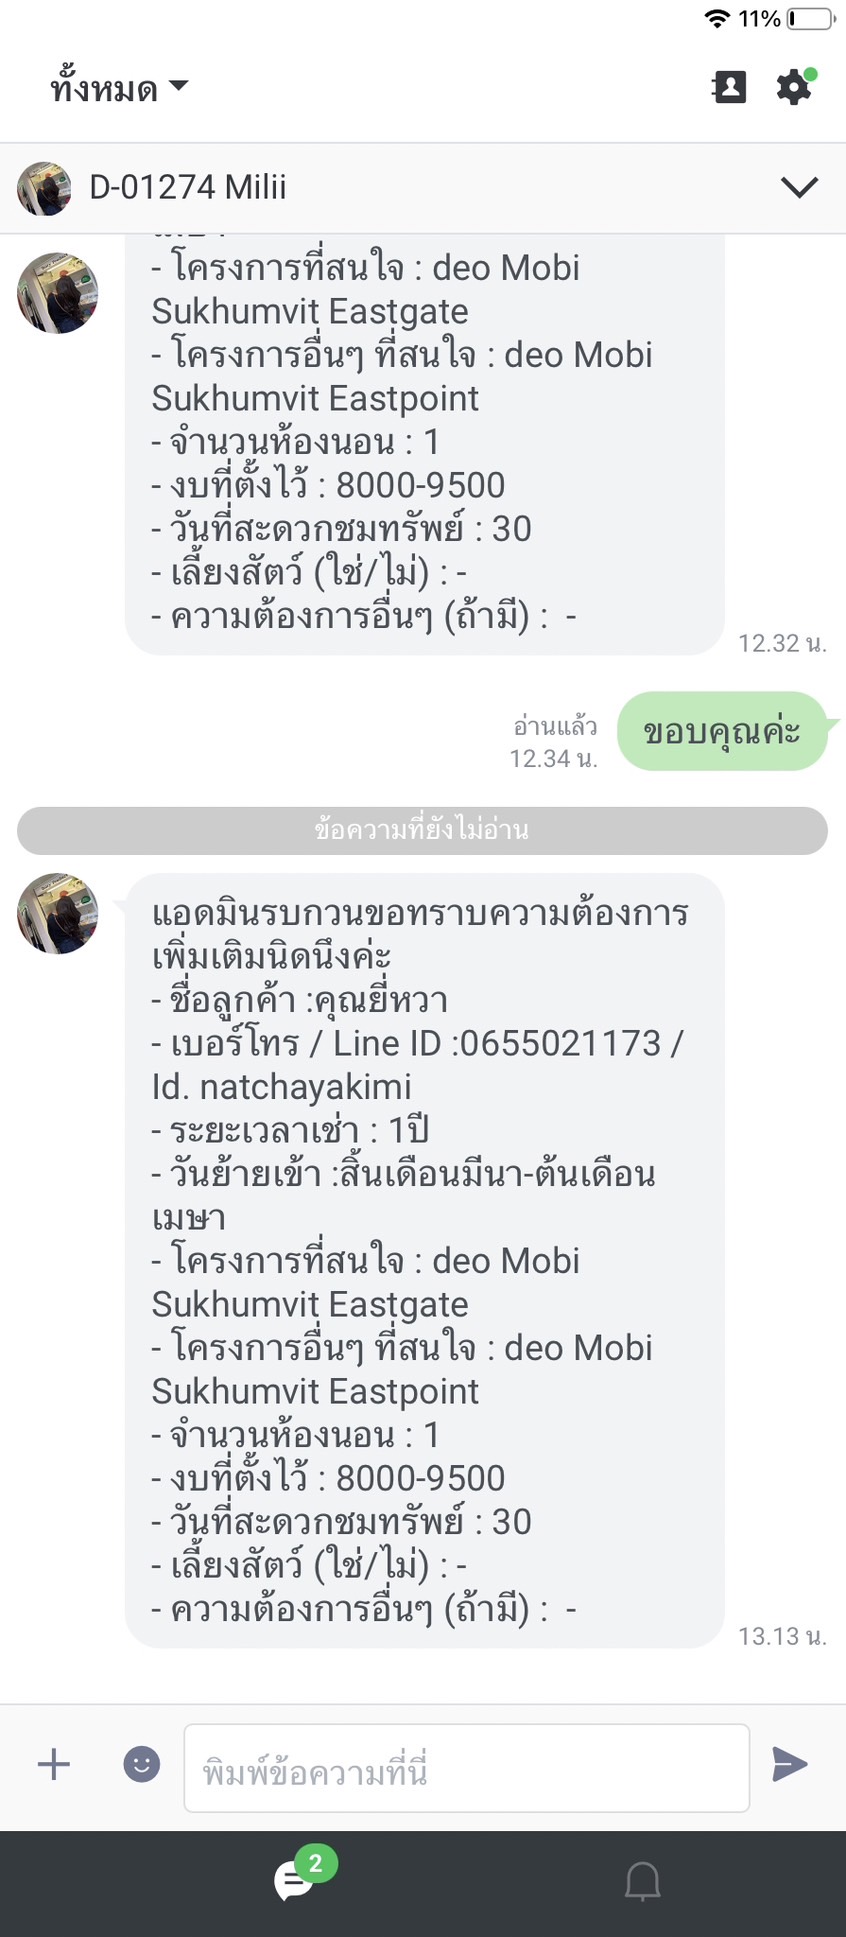 11%
ทั้งหมด
D-01274 Milii
- โครงการที่สนใจ : deo Mobi
Sukhumvit Eastgate
- โครงการอื่นๆ ที่สนใจ : deo Mobi
Sukhumvit Eastpoint
- จำนวนห้องนอน : 1
- งบที่ตั้งไว้ : 8000-9500
- วันที่สะดวกชมทรัพย์ : 30
- เลี้ยงสัตว์ (ใช่/ไม่) : -
- ความต้องการอื่นๆ (ถ้ามี) : -
12.32 น.
อ่านแล้ว
12.34 น.
ขอบคุณค่ะ
ข้อความที่ยังไม่อ่าน
แอดมินรบกวนขอทราบความต้องการ
เพิ่มเติมนิดนึงค่ะ
- ชื่อลูกค้า :คุณยี่หวา
- เบอร์โทร / Line ID :0655021173 /
Id. natchayakimi
- ระยะเวลาเช่า : 1ปี
- วันย้ายเข้า :สิ้นเดือนมีนา-ต้นเดือน
เมษา
- โครงการที่สนใจ : deo Mobi
Sukhumvit Eastgate
- โครงการอื่นๆ ที่สนใจ : deo Mobi
Sukhumvit Eastpoint
- จำนวนห้องนอน : 1
- งบที่ตั้งไว้ : 8000-9500
- วันที่สะดวกชมทรัพย์ : 30
- เลี้ยงสัตว์ (ใช่/ไม่) : -
- ความต้องการอื่นๆ (ถ้ามี) : -
13.13 น.
พิมพ์ข้อความที่นี่
2